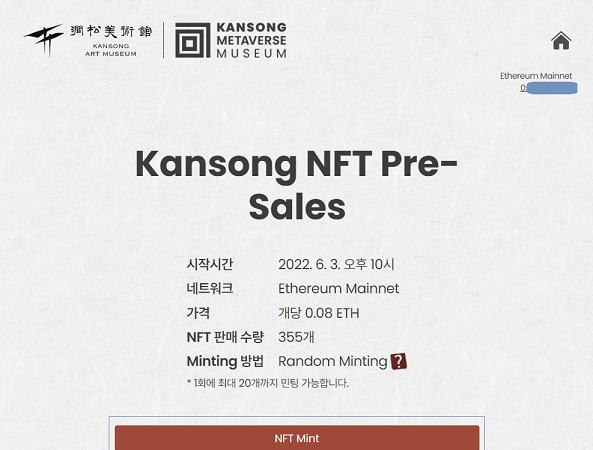 澗松美術館
KANSONG
ART MUSEUM
KANSONG
METAVERSE
MUSEUM
Ethereum Mainnet
Kansong NFT Pre-
Sales
시작시간 2022. 6. 3. 오후 10시
네트워크 Ethereum Mainnet
가격 개당 0.08 ETH
NFT 판매 수량 355개
Minting 방법 Random Minting ?
* 1회에 최대 20개까지 민팅 가능합니다.
NFT Mint